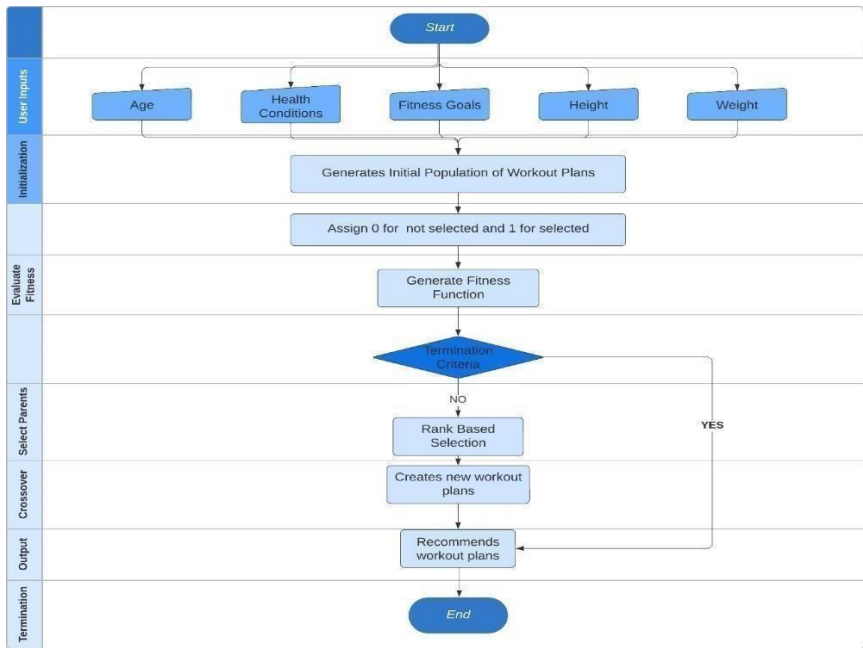 Start
User Inputs
Age
Health
Conditions
Fitness Goals
Height
Weight
Initialization
Generates Initial Population of Workout Plans
Assign 0 for not selected and 1 for selected
Evaluate
Fitness
Generate Fitness
Function
Termination
Criteria
NO
YES
Select Parents
Rank Based
Selection
Crossover
Creates new workout
plans
Output
Recommends
workout plans
Termination
End